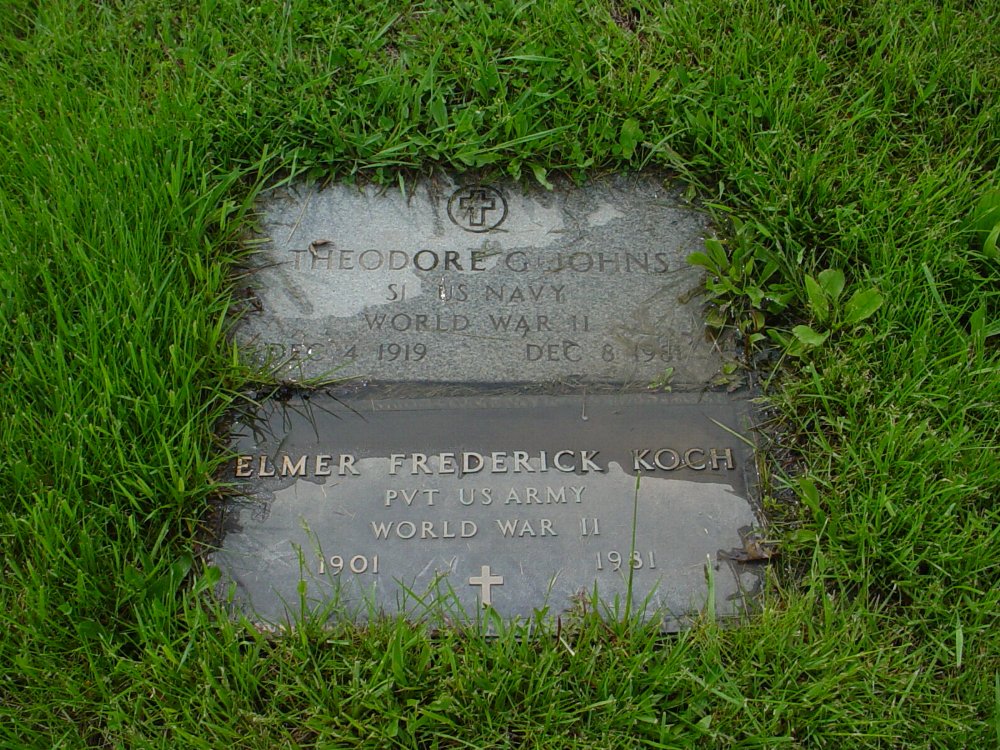 THEODORE G JOHNS
S1 US NAVY
WORLD WAR II
DEC 4 1919 DEC 8 1981
ELMER FREDERICK KOCH
PVT US ARMY
WORLD WAR II
1901 1981